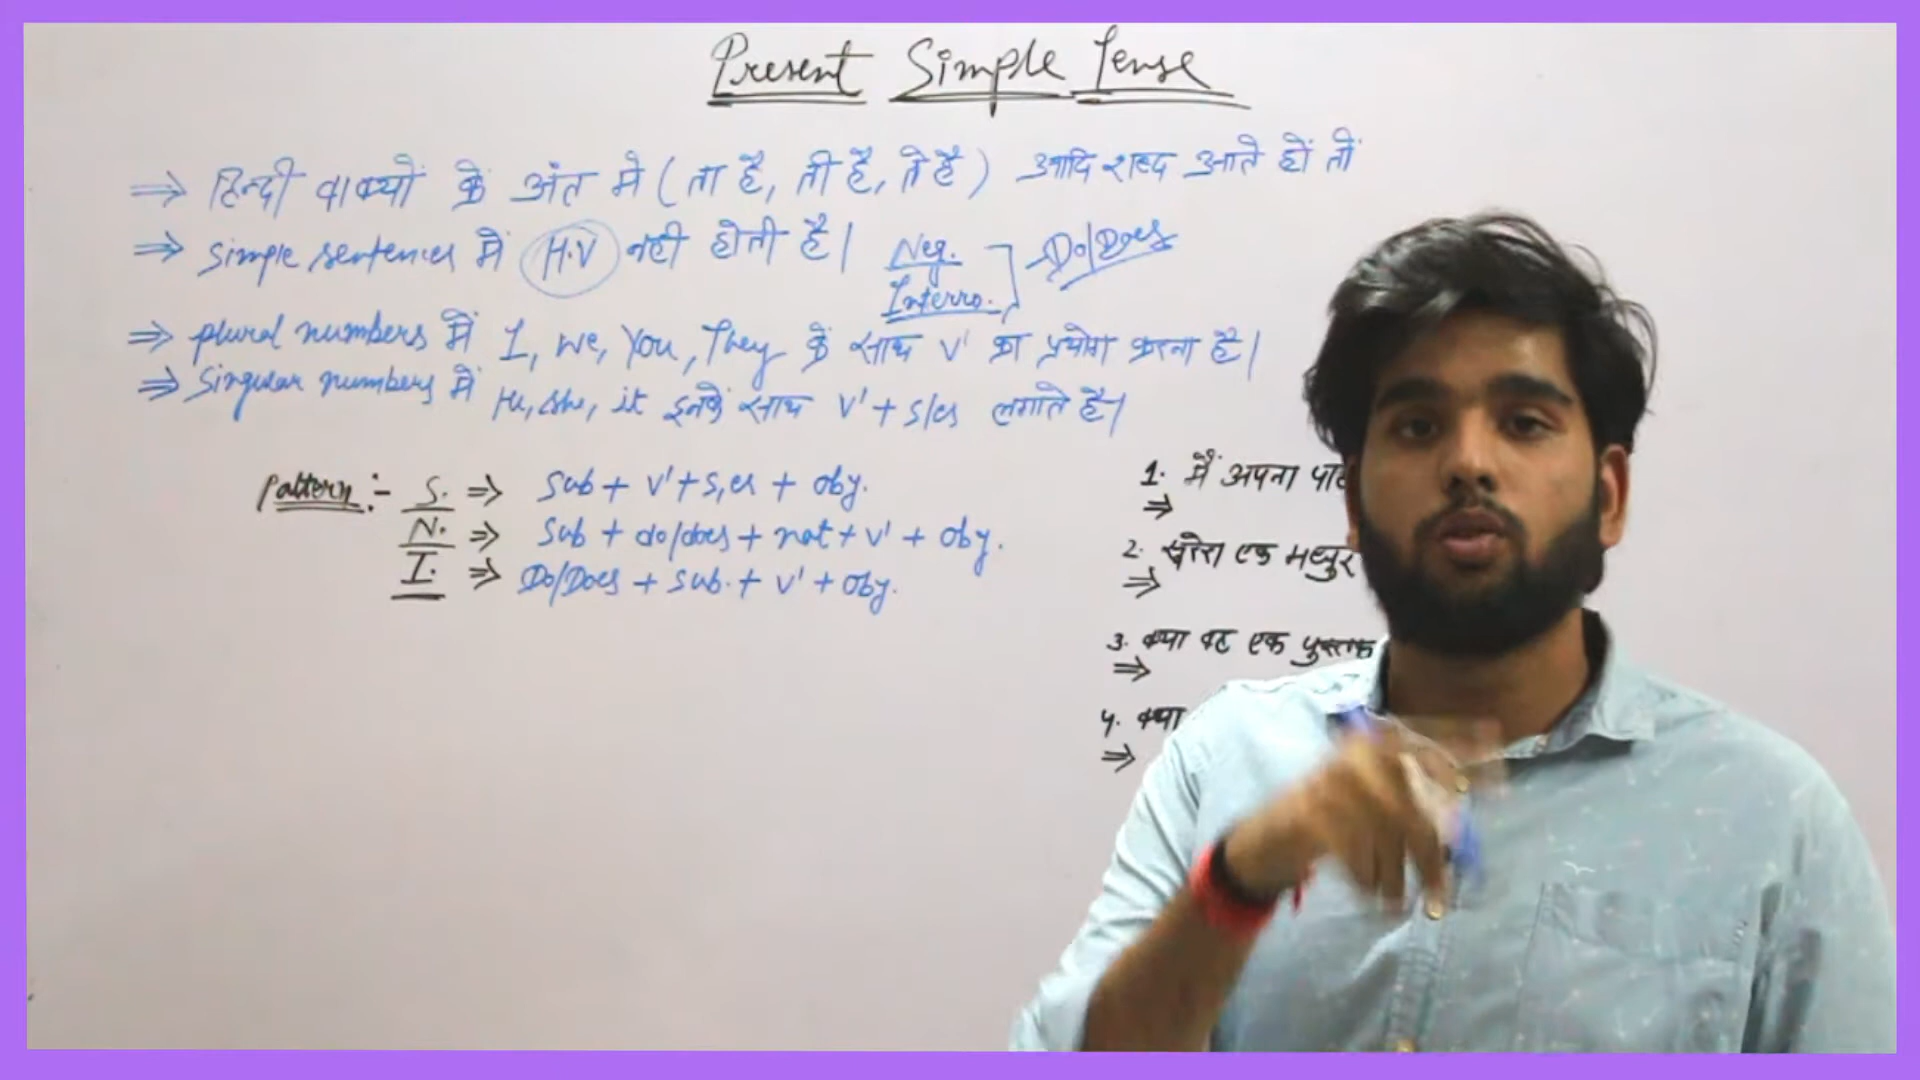 Present Simple Tense
⇒ हिन्दी वाक्यों के अंत मे (ता है, ती है, ते है) आदि शब्द आते हों तो
⇒ simple sentences में H.V नही होती है। Neg. Interro. ] Do/Does
⇒ plural numbers में I, we, You, They के साथ V' का प्रयोग करना है।
⇒ Singular numbers में He, she, it इनके साथ V' + s/es लगाते है।
Pattern :- S. ⇒ Sub + V' + s, es + obj.
N. ⇒ Sub + do/does + not + V' + obj.
I. ⇒ Do/Does + sub. + V' + obj.
1. मैं अपना
⇒
2. एक
⇒
3. क्या वह एक पुस्तक
⇒
4. क्या
⇒